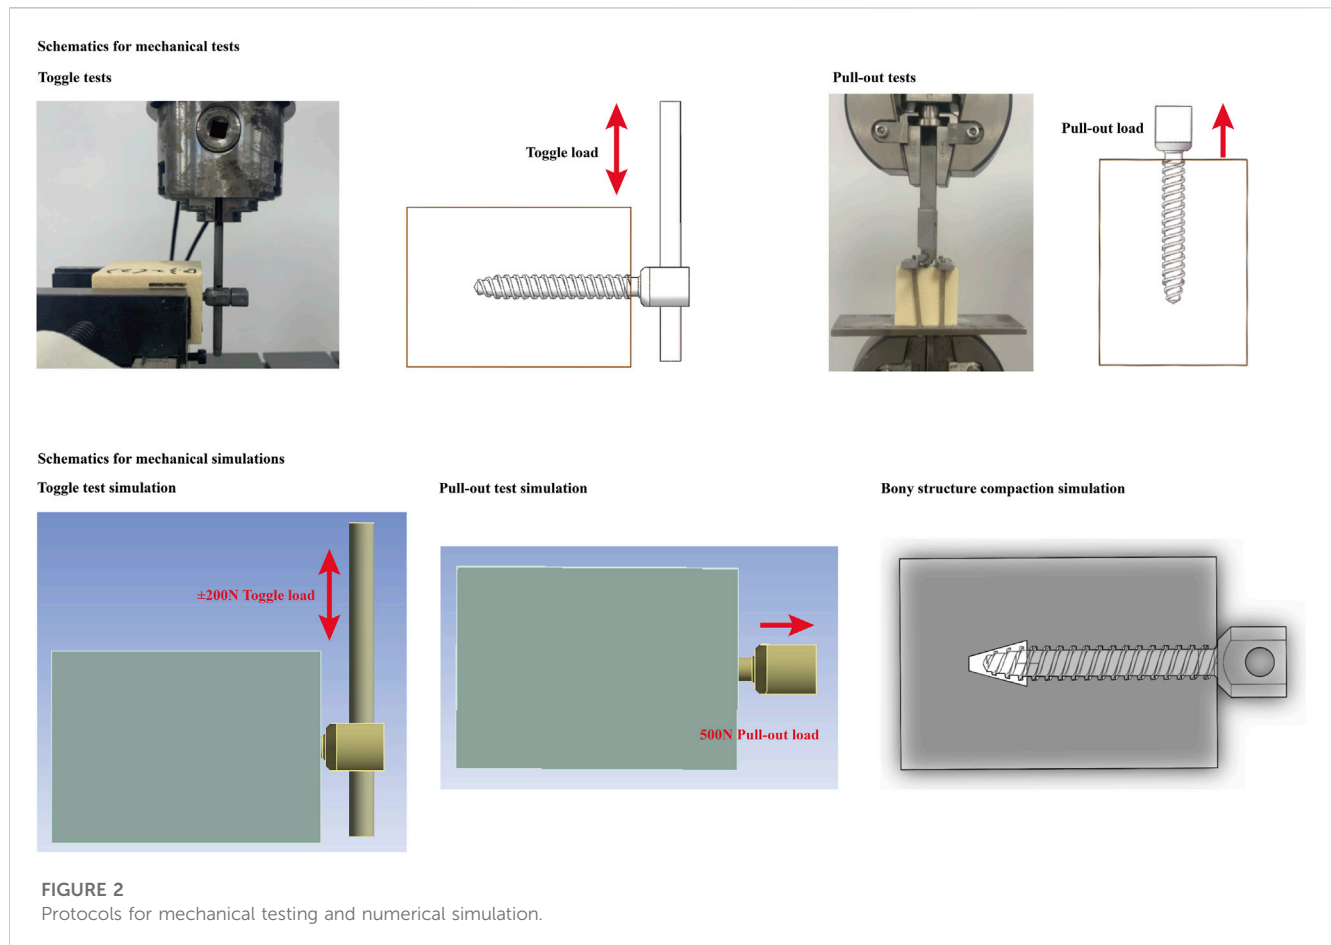 Schematics for mechanical tests
Toggle tests
Pull-out tests
Toggle load
Pull-out load
Schematics for mechanical simulations
Toggle test simulation
Pull-out test simulation
Bony structure compaction simulation
±200N Toggle load
500N Pull-out load
FIGURE 2
Protocols for mechanical testing and numerical simulation.